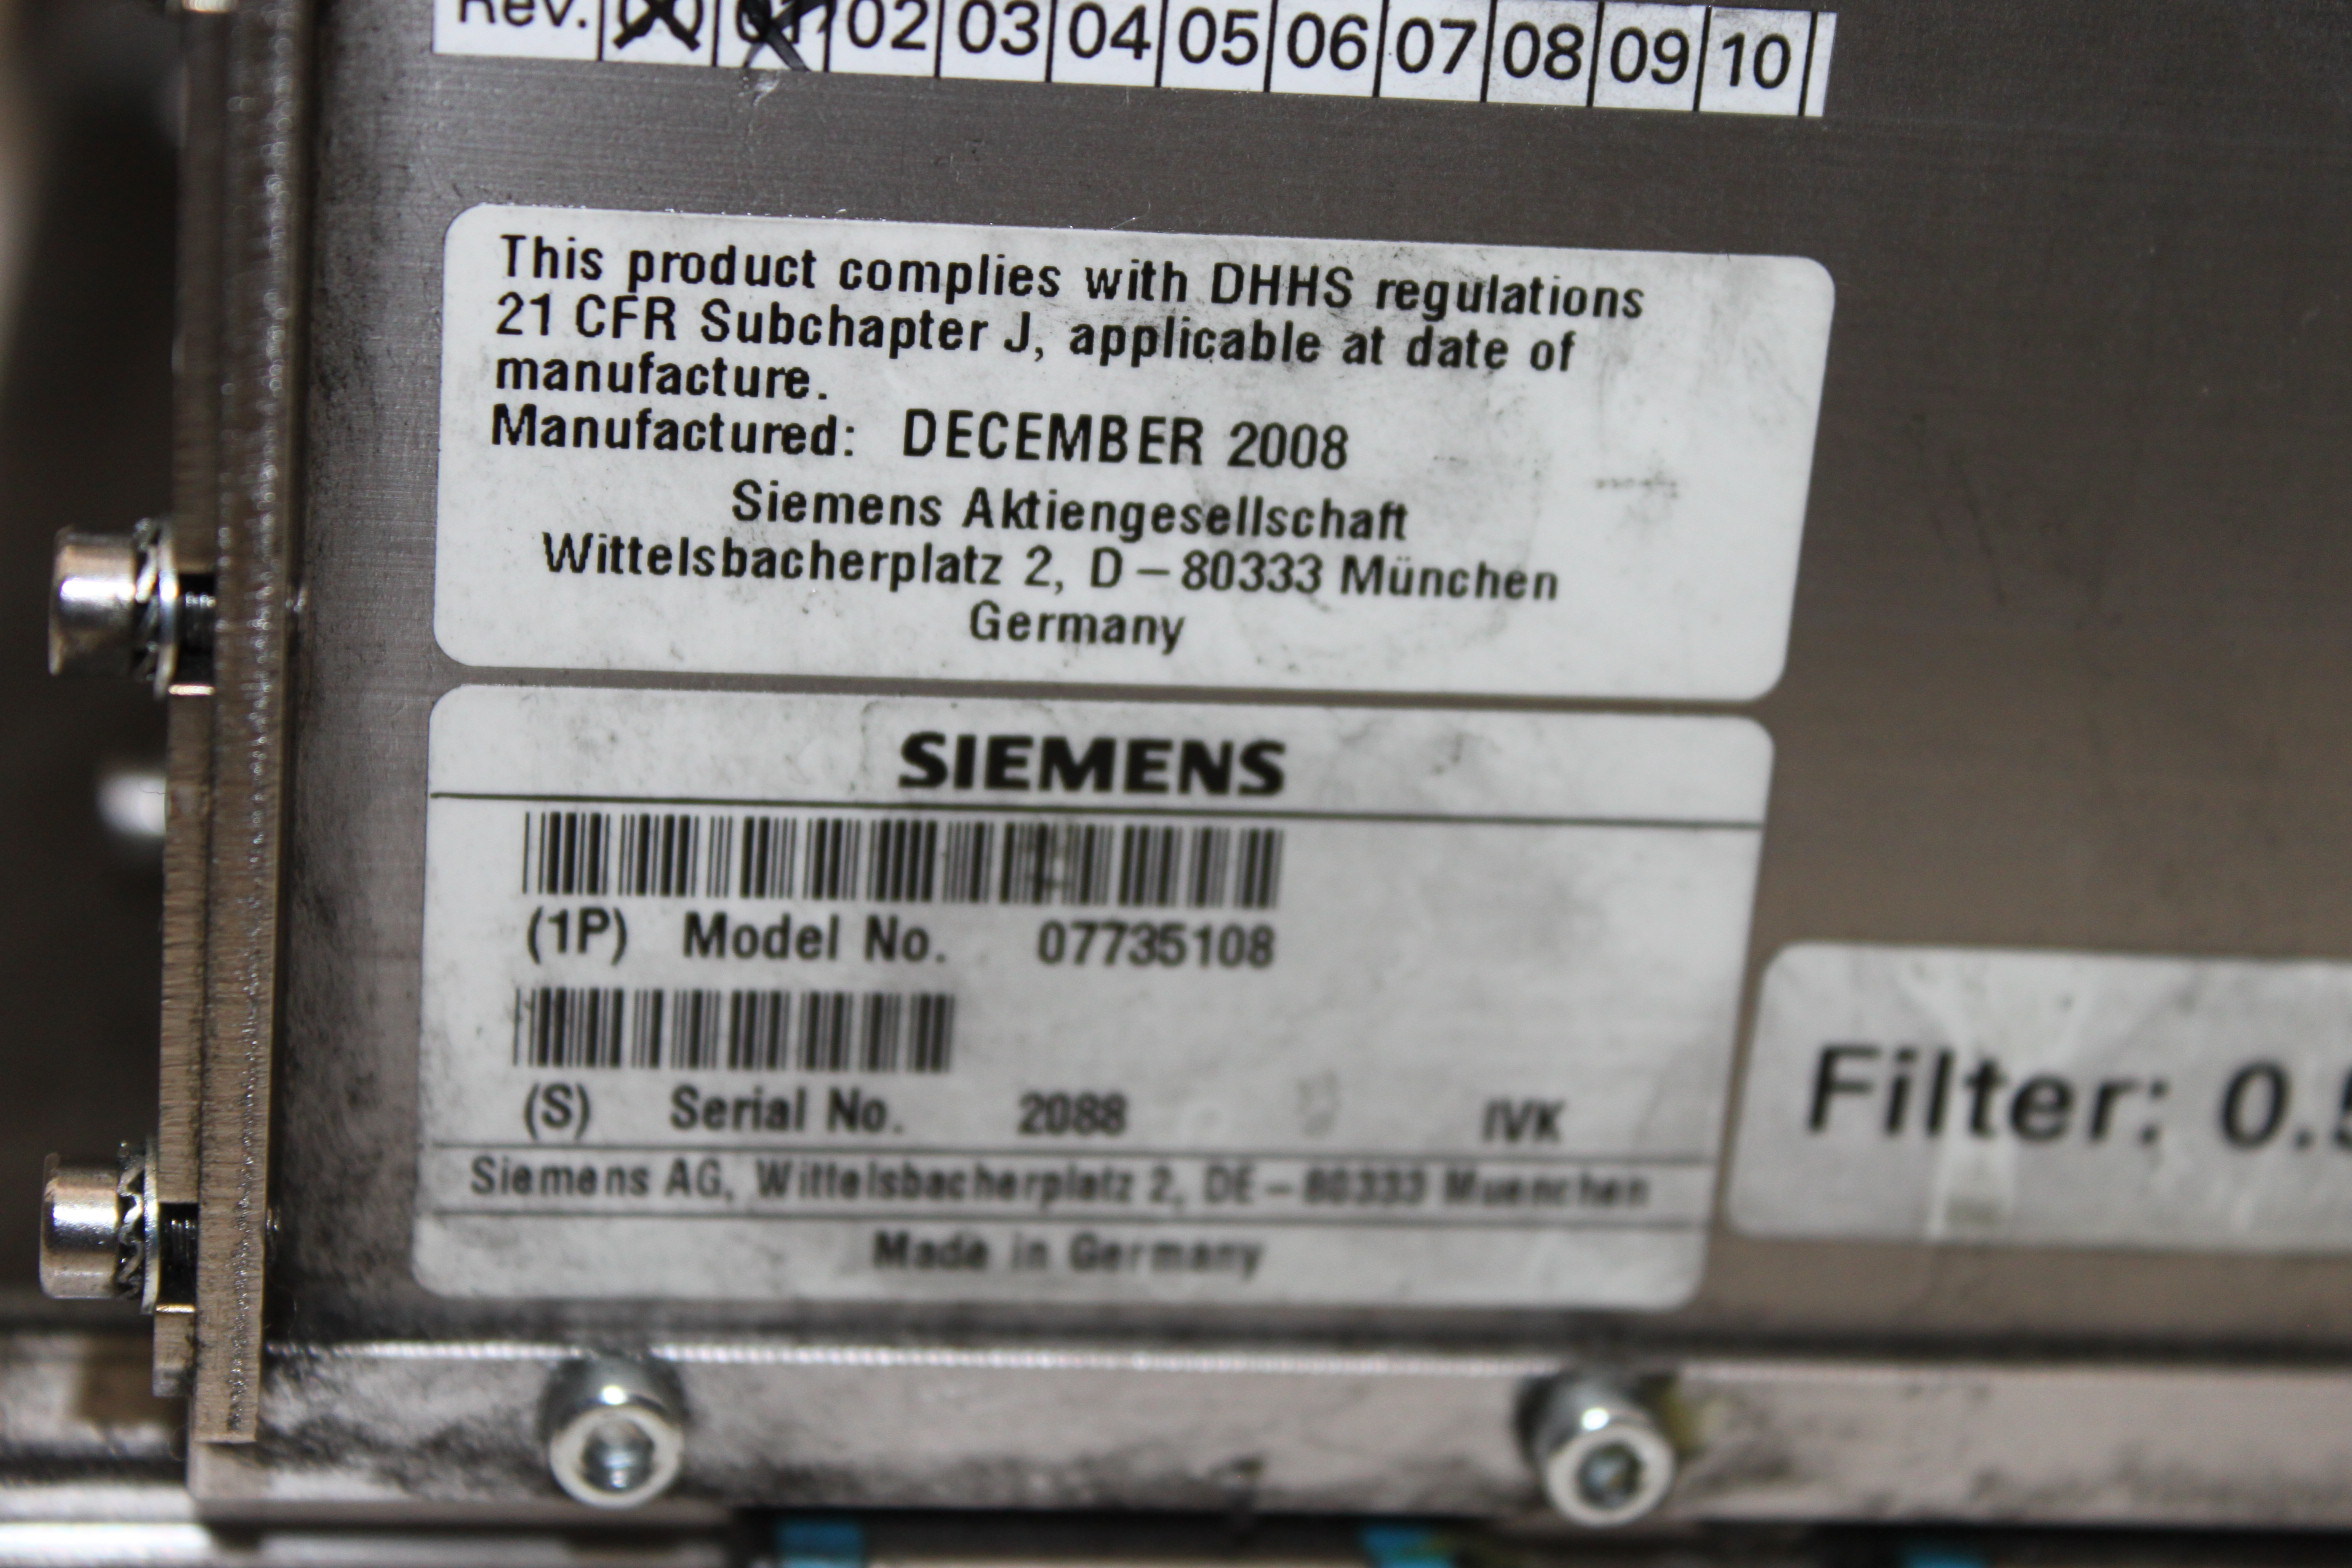 Rev. 00 01 02 03 04 05 06 07 08 09 10
This product complies with DHHS regulations
21 CFR Subchapter J, applicable at date of
manufacture.
Manufactured: DECEMBER 2008
Siemens Aktiengesellschaft
Wittelsbacherplatz 2, D – 80333 München
Germany
SIEMENS
(1P) Model No. 07735108
(S) Serial No. 2088 IVK
Siemens AG, Wittelsbacherplatz 2, DE – 80333 Muenchen
Made in Germany
Filter: 0.